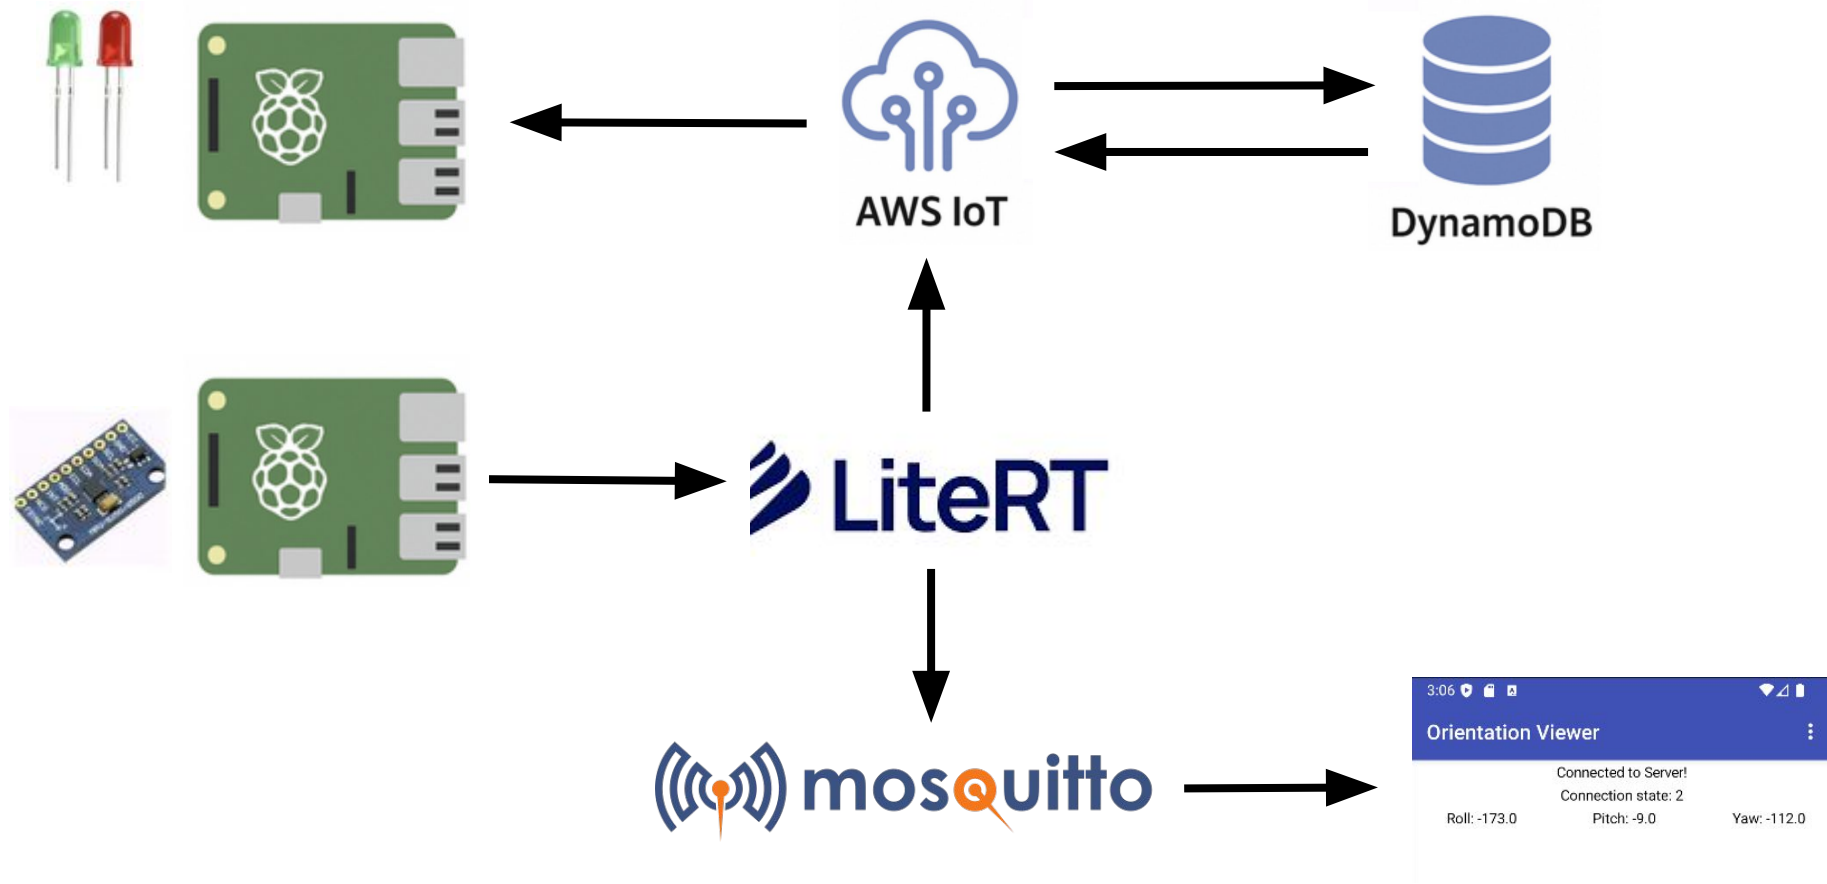 AWS IoT
DynamoDB
LiteRT
mosquitto
3:06
Orientation Viewer
Connected to Server!
Connection state: 2
Roll: -173.0 Pitch: -9.0 Yaw: -112.0